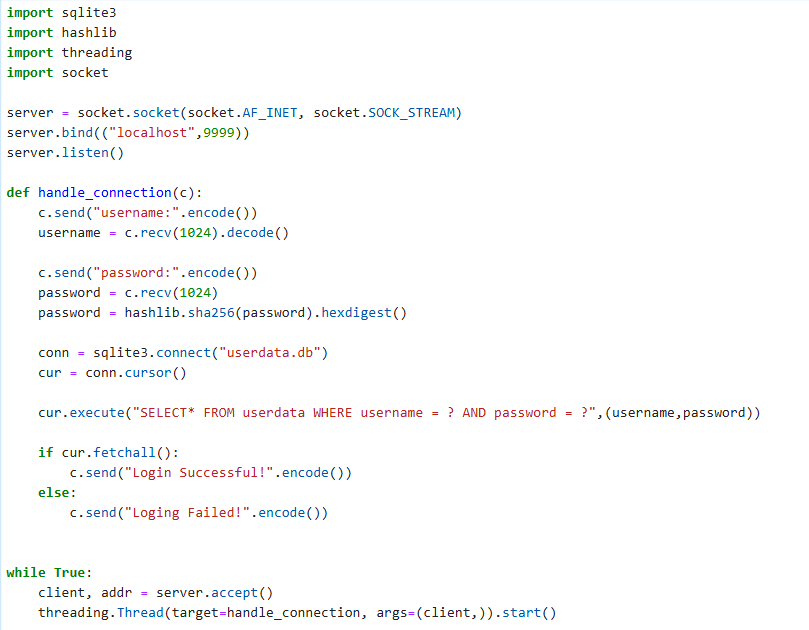 import sqlite3
import hashlib
import threading
import socket

server = socket.socket(socket.AF_INET, socket.SOCK_STREAM)
server.bind(("localhost",9999))
server.listen()

def handle_connection(c):
    c.send("username:".encode())
    username = c.recv(1024).decode()

    c.send("password:".encode())
    password = c.recv(1024)
    password = hashlib.sha256(password).hexdigest()

    conn = sqlite3.connect("userdata.db")
    cur = conn.cursor()

    cur.execute("SELECT* FROM userdata WHERE username = ? AND password = ?",(username,password))

    if cur.fetchall():
        c.send("Login Successful!".encode())
    else:
        c.send("Loging Failed!".encode())


while True:
    client, addr = server.accept()
    threading.Thread(target=handle_connection, args=(client,)).start()